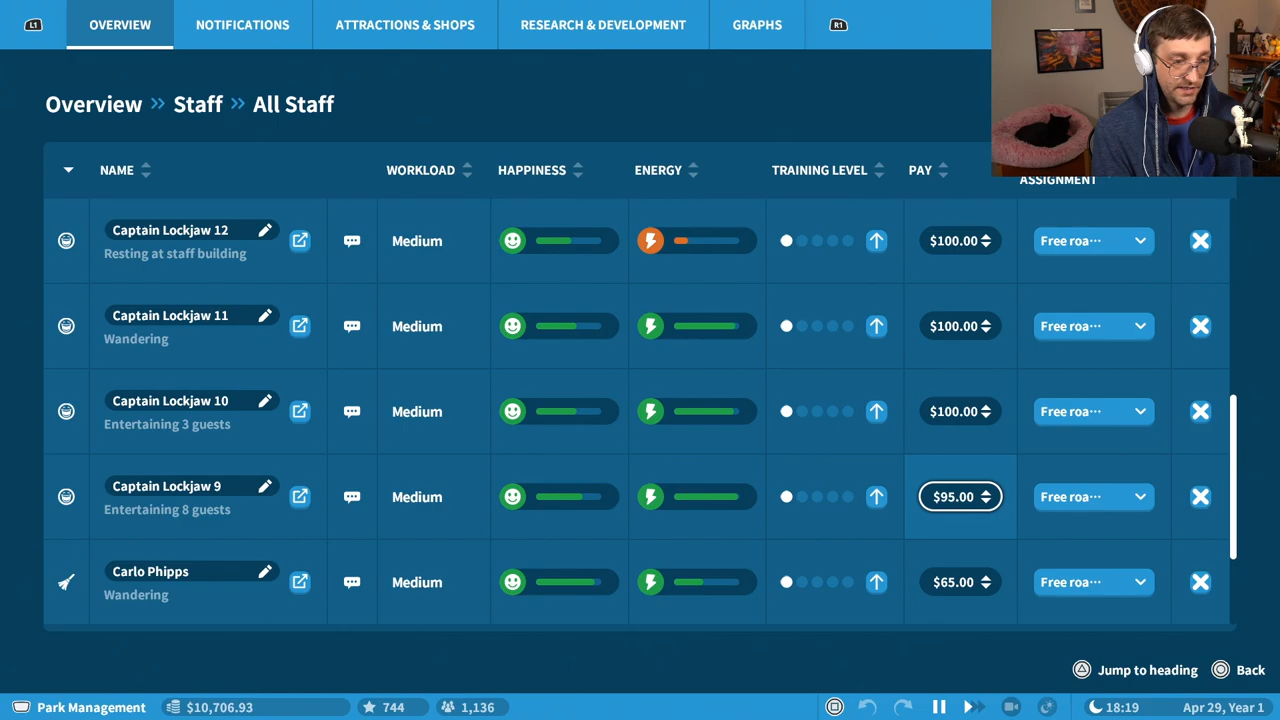 L1
OVERVIEW
NOTIFICATIONS
ATTRACTIONS & SHOPS
RESEARCH & DEVELOPMENT
GRAPHS
R1
Overview » Staff » All Staff
NAME
WORKLOAD
HAPPINESS
ENERGY
TRAINING LEVEL
PAY
ASSIGNMENT
Captain Lockjaw 12
Resting at staff building
Medium
$100.00
Free roa...
Captain Lockjaw 11
Wandering
Medium
$100.00
Free roa...
Captain Lockjaw 10
Entertaining 3 guests
Medium
$100.00
Free roa...
Captain Lockjaw 9
Entertaining 8 guests
Medium
$95.00
Free roa...
Carlo Phipps
Wandering
Medium
$65.00
Free roa...
Jump to heading
Back
Park Management
$10,706.93
744
1,136
18:19
Apr 29, Year 1